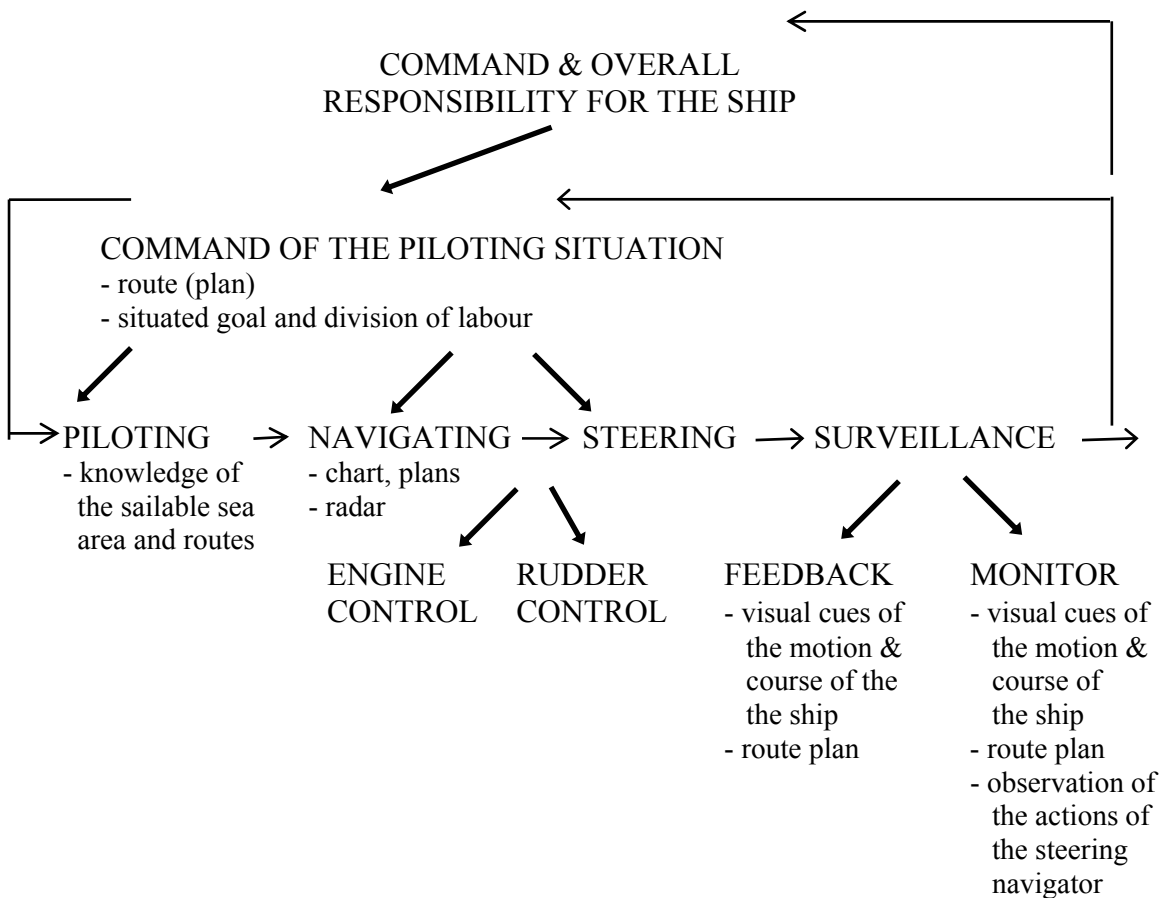 COMMAND & OVERALL
RESPONSIBILITY FOR THE SHIP
COMMAND OF THE PILOTING SITUATION
- route (plan)
- situated goal and division of labour
PILOTING
- knowledge of
the sailable sea
area and routes
NAVIGATING
- chart, plans
- radar
STEERING
SURVEILLANCE
ENGINE
CONTROL
RUDDER
CONTROL
FEEDBACK
- visual cues of
the motion &
course of the
the ship
- route plan
MONITOR
- visual cues of
the motion &
course of
the ship
- route plan
- observation of
the actions of
the steering
navigator